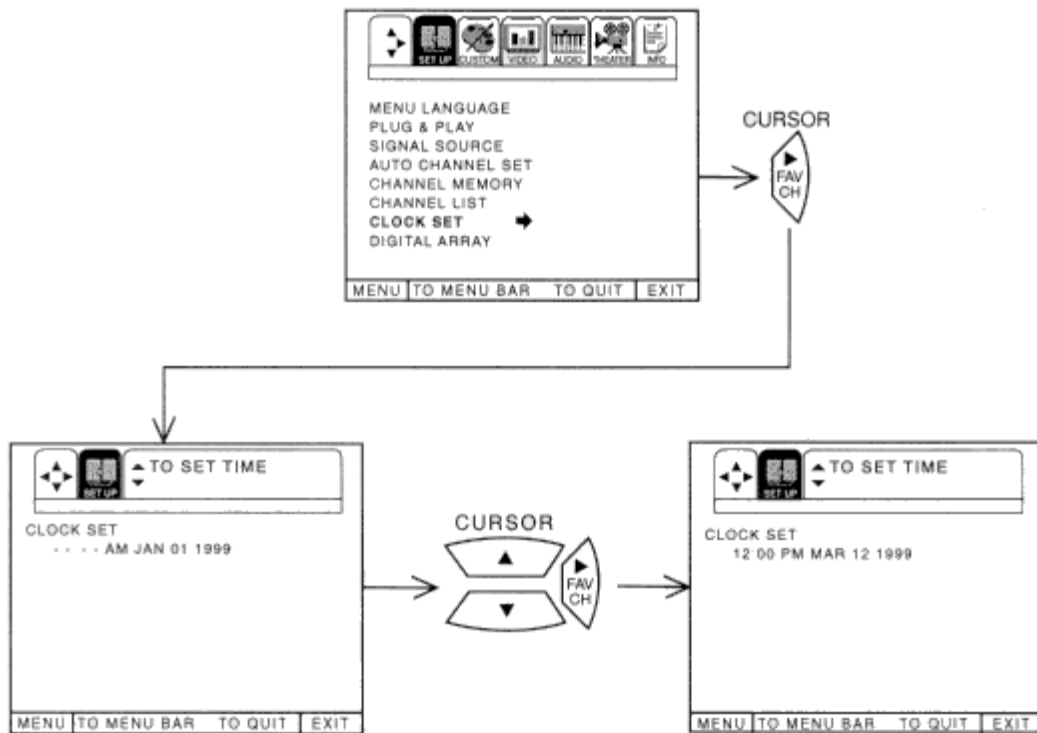 SET UP CUSTOM VIDEO AUDIO THEATER INFO
MENU LANGUAGE
PLUG & PLAY
SIGNAL SOURCE
AUTO CHANNEL SET
CHANNEL MEMORY
CHANNEL LIST
CLOCK SET
DIGITAL ARRAY
MENU TO MENU BAR TO QUIT EXIT
CURSOR
FAV
CH
SET UP
TO SET TIME
CLOCK SET
- - - - AM JAN 01 1999
MENU TO MENU BAR TO QUIT EXIT
CURSOR
FAV
CH
SET UP
TO SET TIME
CLOCK SET
12:00 PM MAR 12 1999
MENU TO MENU BAR TO QUIT EXIT